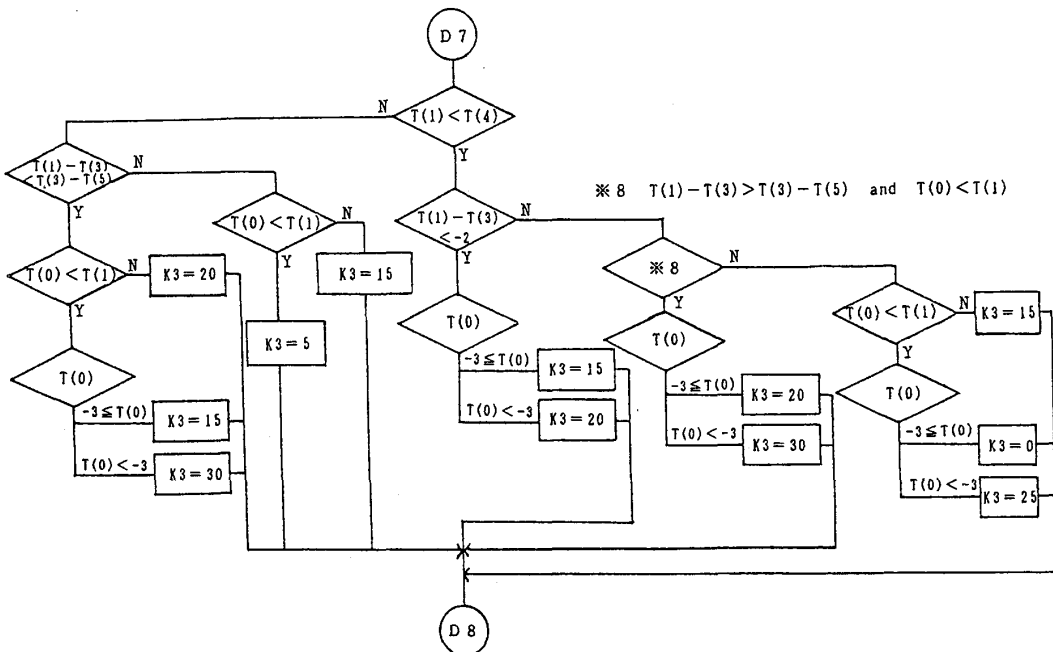 D 7
N
T(1)<T(4)
Y
T(1)-T(3)
<T(3)-T(5)
N
Y
T(0)<T(1)
N
Y
T(1)-T(3)
<-2
N
Y
※8 T(1)-T(3)>T(3)-T(5) and T(0)<T(1)
T(0)<T(1)
N
Y
K3=20
K3=15
K3=5
T(0)
※8
N
Y
T(0)
T(0)<T(1)
N
Y
K3=15
T(0)
-3≦T(0)
K3=15
T(0)<-3
K3=30
-3≦T(0)
K3=15
T(0)<-3
K3=20
-3≦T(0)
K3=20
T(0)<-3
K3=30
T(0)
-3≦T(0)
K3=0
T(0)<-3
K3=25
D 8